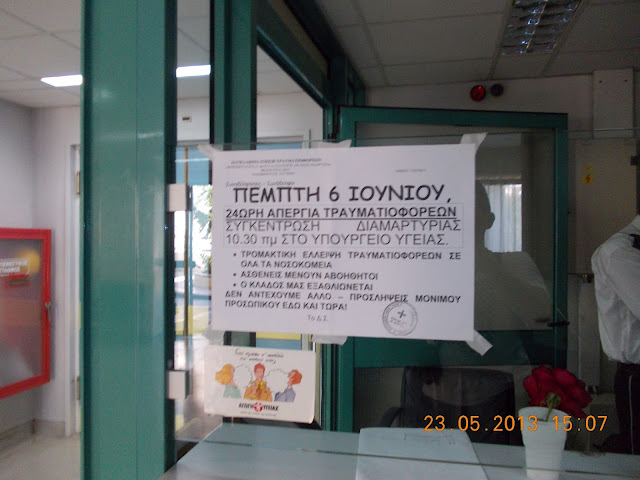 ΠΕΜΠΤΗ 6 ΙΟΥΝΙΟΥ,
24ΩΡΗ ΑΠΕΡΓΙΑ ΤΡΑΥΜΑΤΙΟΦΟΡΕΩΝ
ΣΥΓΚΕΝΤΡΩΣΗ ΔΙΑΜΑΡΤΥΡΙΑΣ
10.30 πμ ΣΤΟ ΥΠΟΥΡΓΕΙΟ ΥΓΕΙΑΣ.
• ΤΡΟΜΑΚΤΙΚΗ ΕΛΛΕΙΨΗ ΤΡΑΥΜΑΤΙΟΦΟΡΕΩΝ ΣΕ
ΟΛΑ ΤΑ ΝΟΣΟΚΟΜΕΙΑ
• ΑΣΘΕΝΕΙΣ ΜΕΝΟΥΝ ΑΒΟΗΘΗΤΟΙ
• Ο ΚΛΑΔΟΣ ΜΑΣ ΕΞΑΘΛΙΩΝΕΤΑΙ
ΔΕΝ ΑΝΤΕΧΟΥΜΕ ΑΛΛΟ – ΠΡΟΣΛΗΨΕΙΣ ΜΟΝΙΜΟΥ
ΠΡΟΣΩΠΙΚΟΥ ΕΔΩ ΚΑΙ ΤΩΡΑ!
Το Δ.Σ.
23.05.2013 15:07